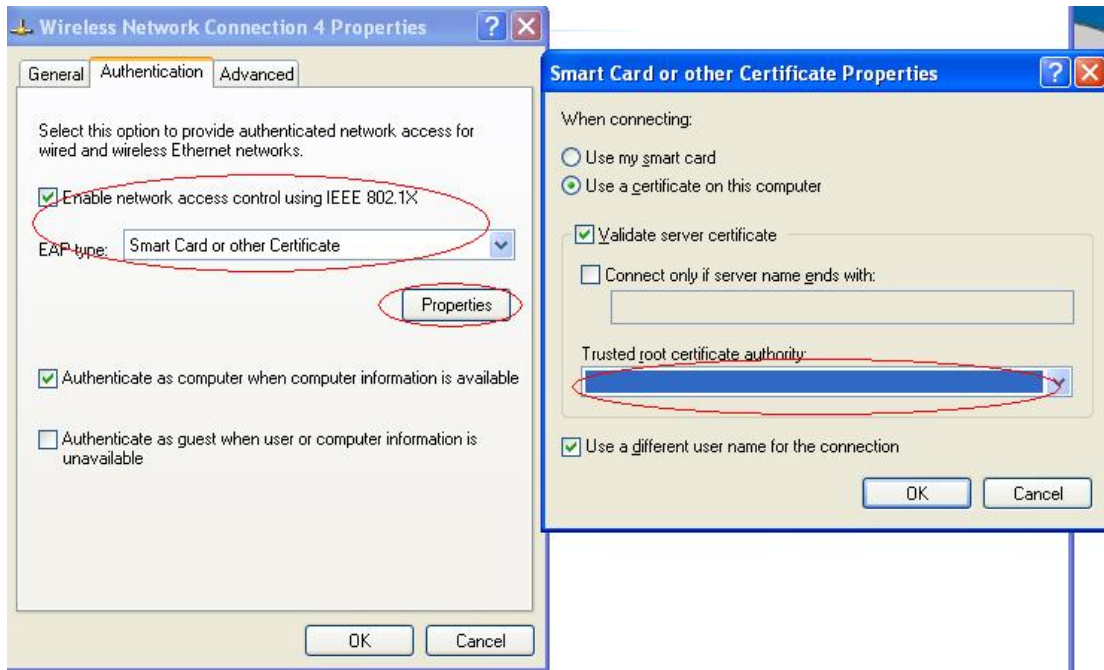 Wireless Network Connection 4 Properties
General Authentication Advanced
Select this option to provide authenticated network access for
wired and wireless Ethernet networks.
Enable network access control using IEEE 802.1X
EAP type: Smart Card or other Certificate
Properties
Authenticate as computer when computer information is available
Authenticate as guest when user or computer information is
unavailable
OK Cancel
Smart Card or other Certificate Properties
When connecting:
Use my smart card
Use a certificate on this computer
Validate server certificate
Connect only if server name ends with:
Trusted root certificate authority:
Use a different user name for the connection
OK Cancel